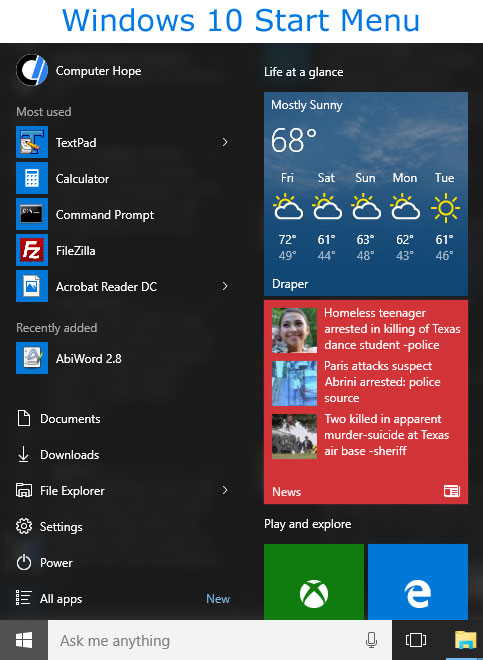 Windows 10 Start Menu
Computer Hope
Most used
TextPad
Calculator
Command Prompt
FileZilla
Acrobat Reader DC
Recently added
AbiWord 2.8
Documents
Downloads
File Explorer
Settings
Power
All apps New
Life at a glance
Mostly Sunny
68°
Fri Sat Sun Mon Tue
72° 61° 63° 62° 61°
49° 44° 48° 43° 46°
Draper
Homeless teenager
arrested in killing of Texas
dance student -police
Paris attacks suspect
Abrini arrested: police
source
Two killed in apparent
murder-suicide at Texas
air base -sheriff
News
Play and explore
Ask me anything